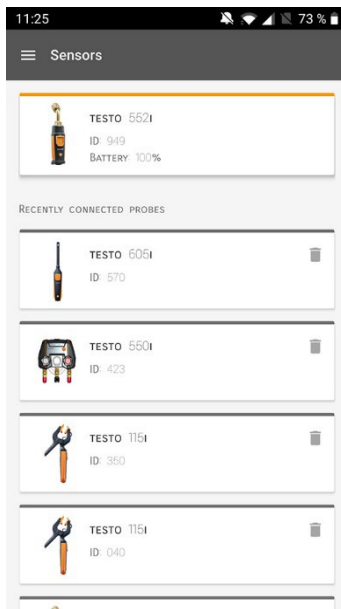 11:25
73 %
Sensors
TESTO 552I
ID: 949
BATTERY: 100%
RECENTLY CONNECTED PROBES
TESTO 605I
ID: 570
TESTO 550I
ID: 423
TESTO 115I
ID: 350
TESTO 115I
ID: 040